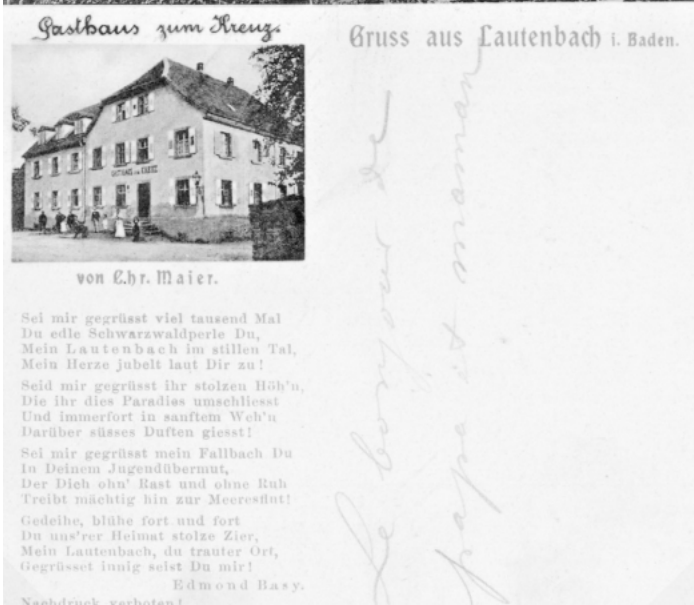 Gasthaus zum Kreuz.
GASTHAUS ZUM KREUZ
von Chr. Maier.
Sei mir gegrüsst viel tausend Mal
Du edle Schwarzwaldperle Du,
Mein Lautenbach im stillen Tal,
Mein Herze jubelt laut Dir zu!
Seid mir gegrüsst ihr stolzen Höh'n,
Die ihr dies Paradies umschliesst
Und immerfort in sanftem Weh'n
Darüber süsses Duften giesst!
Sei mir gegrüsst mein Fallbach Du
In Deinem Jugendübermut,
Der Dich ohn' Rast und ohne Ruh
Treibt mächtig hin zur Meeresflut!
Gedeihe, blühe fort und fort
Du uns'rer Heimat stolze Zier,
Mein Lautenbach, du trauter Ort,
Gegrüsset innig seist Du mir!
Edmond Basy.
Nachdruck verboten!
Gruss aus Lautenbach i. Baden.
Le bonjour de
papa et maman